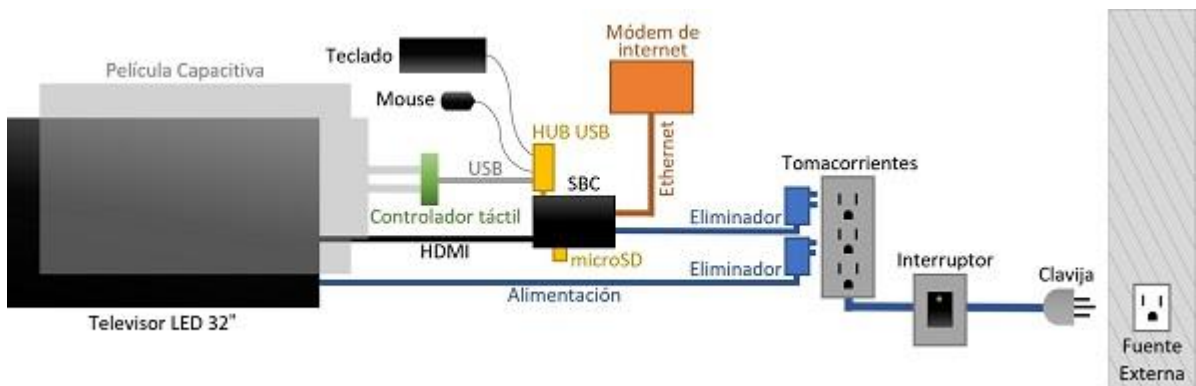 Módem de
internet
Teclado
Película Capacitiva
Mouse
HUB USB
Ethernet
Tomacorrientes
USB
SBC
Controlador táctil
Eliminador
HDMI
microSD
Interruptor
Eliminador
Clavija
Alimentación
Televisor LED 32"
Fuente
Externa